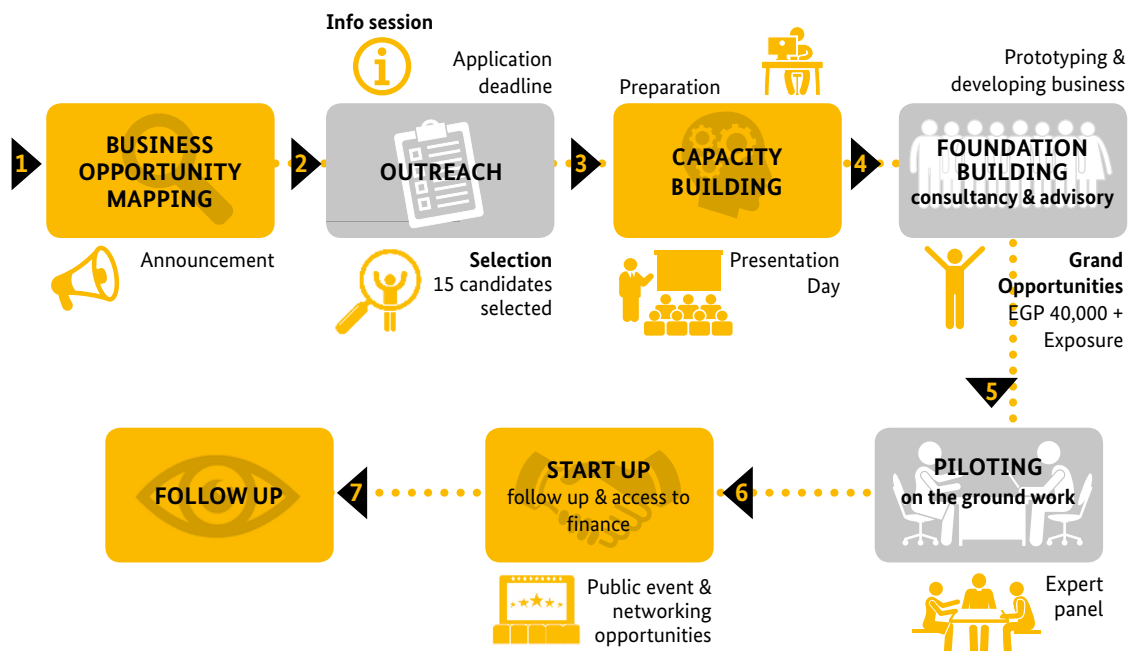 Info session
Application
deadline
Preparation
Prototyping &
developing business
1
BUSINESS
OPPORTUNITY
MAPPING
2
OUTREACH
3
CAPACITY
BUILDING
4
FOUNDATION
BUILDING
consultancy & advisory
Announcement
Selection
15 candidates
selected
Presentation
Day
Grand
Opportunities
EGP 40,000 +
Exposure
5
PILOTING
on the ground work
6
START UP
follow up & access to
finance
7
FOLLOW UP
Public event &
networking
opportunities
Expert
panel